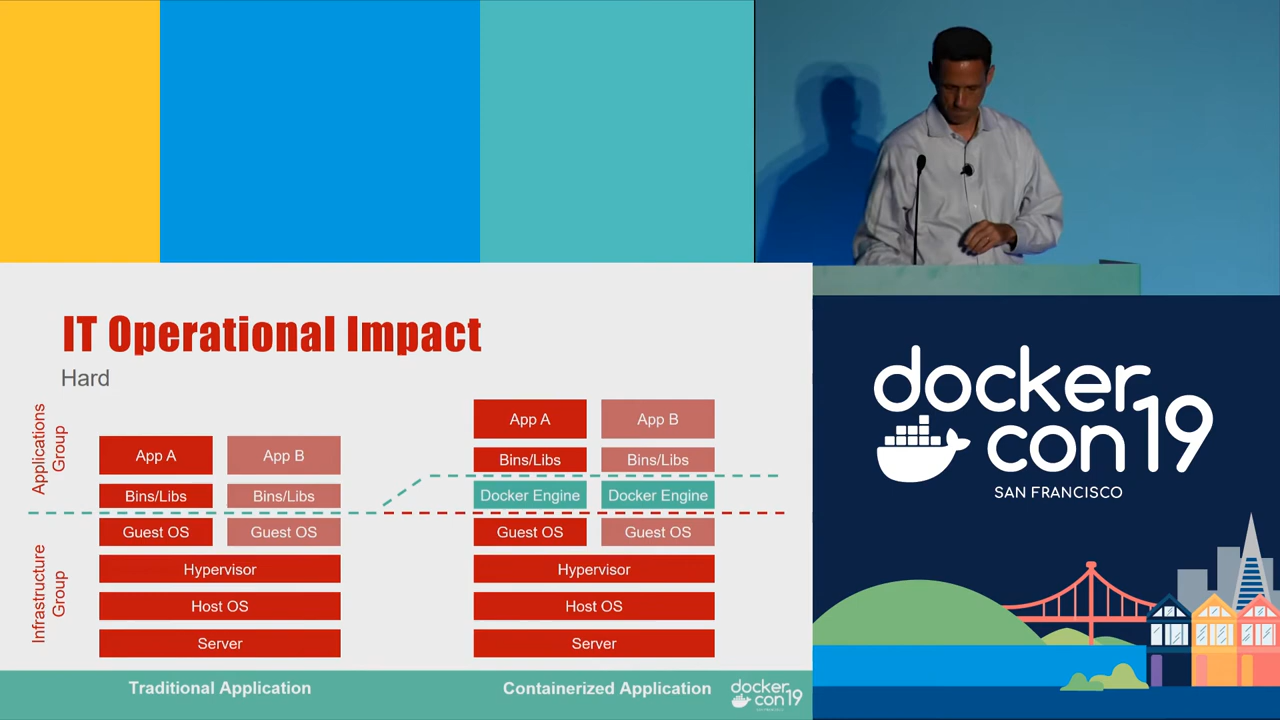 IT Operational Impact
Hard
Applications
Group
Infrastructure
Group
App A
App B
Bins/Libs
Bins/Libs
Guest OS
Guest OS
Hypervisor
Host OS
Server
App A
App B
Bins/Libs
Bins/Libs
Docker Engine
Docker Engine
Guest OS
Guest OS
Hypervisor
Host OS
Server
Traditional Application
Containerized Application
docker
con19
SAN FRANCISCO
docker
con19
SAN FRANCISCO